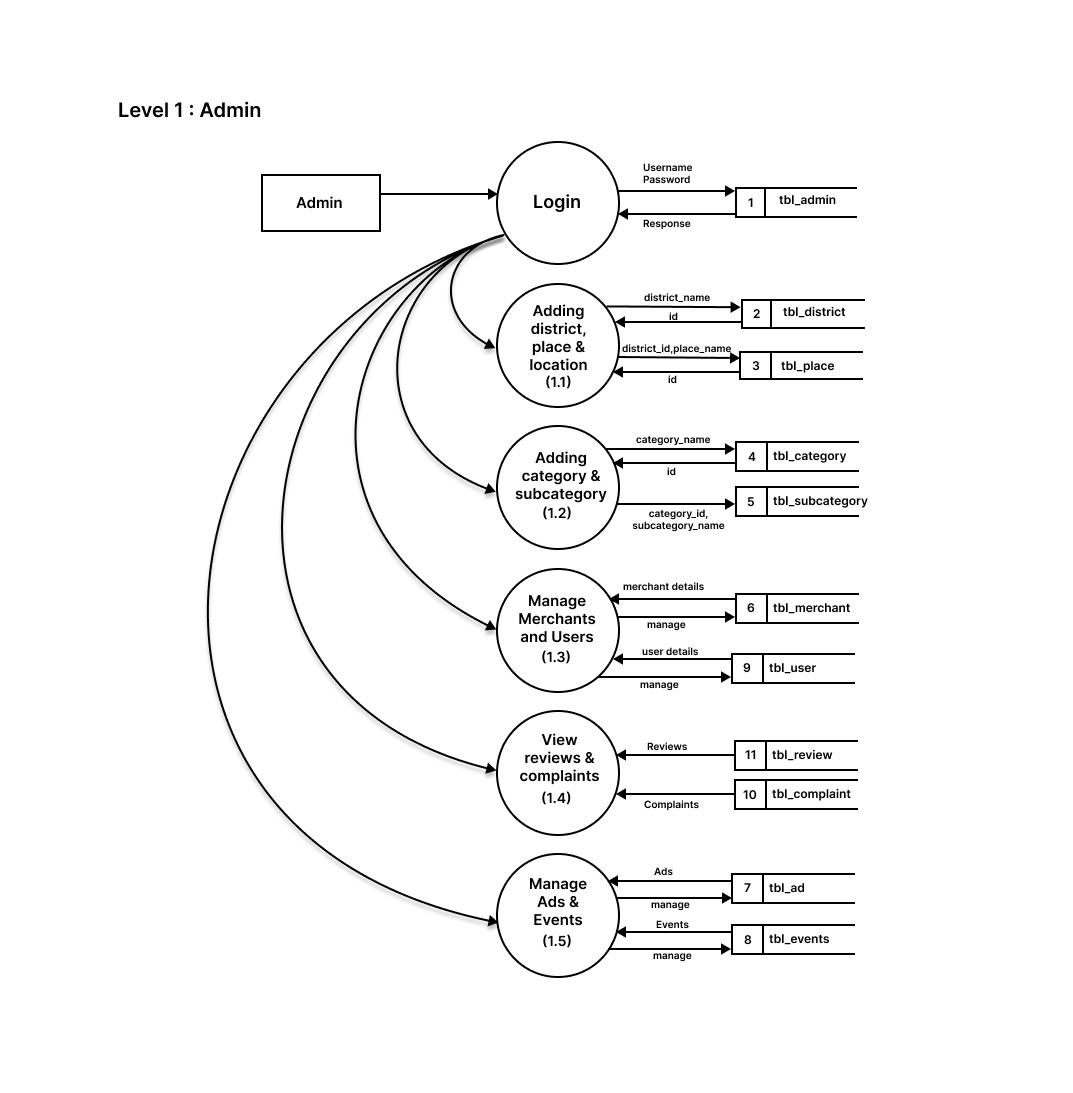 Level 1 : Admin
Admin
Login
Username
Password
Response
1
tbl_admin
Adding
district,
place &
location
(1.1)
district_name
id
2
tbl_district
district_id,place_name
id
3
tbl_place
Adding
category &
subcategory
(1.2)
category_name
id
4
tbl_category
category_id,
subcategory_name
5
tbl_subcategory
Manage
Merchants
and Users
(1.3)
merchant details
manage
6
tbl_merchant
user details
manage
9
tbl_user
View
reviews &
complaints
(1.4)
Reviews
11
tbl_review
Complaints
10
tbl_complaint
Manage
Ads &
Events
(1.5)
Ads
manage
7
tbl_ad
Events
manage
8
tbl_events